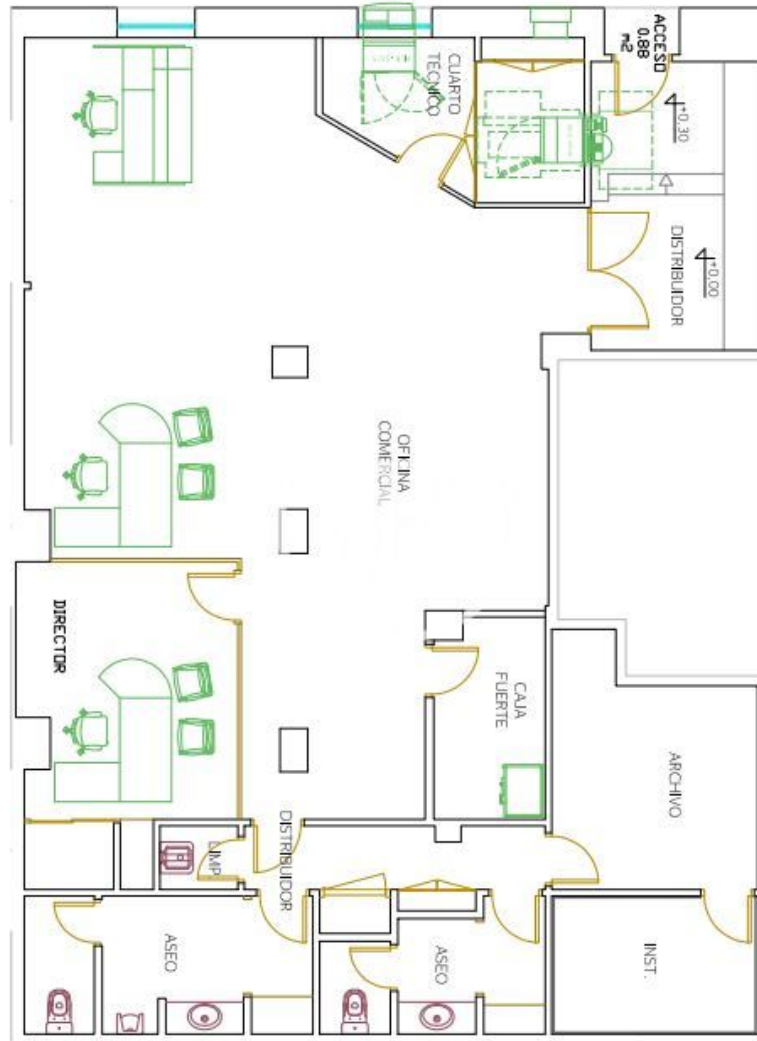 ACCESO
0.88
m2
CUARTO
TECNICO
+0,30
DISTRIBUIDOR
+0,00
OFICINA
COMERCIAL
DIRECTOR
CAJA
FUERTE
ARCHIVO
DISTRIBUIDOR
LIMP
ASEO
ASEO
INST.